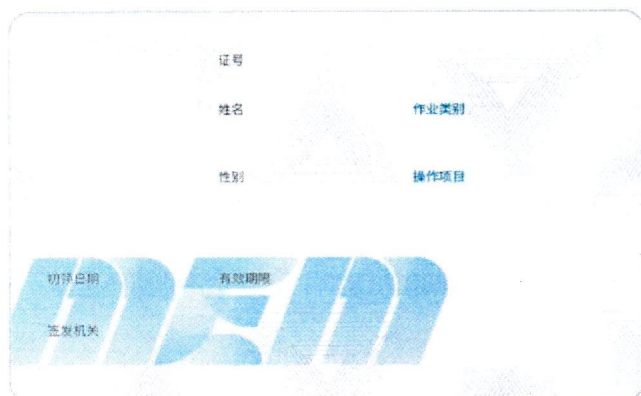 证号
姓名 作业类别
性别 操作项目
初领日期 有效期限
签发机关
mem